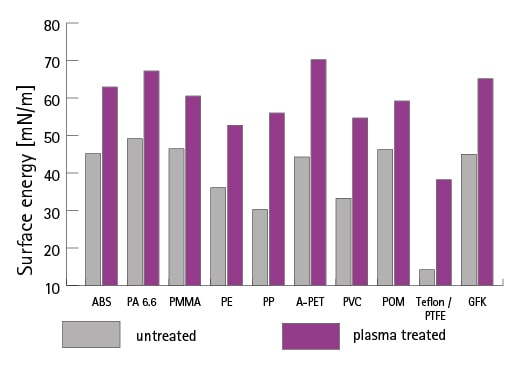 80
70
60
50
40
30
20
10
Surface energy [mN/m]
ABS PA 6.6 PMMA PE PP A-PET PVC POM Teflon / GFK
PTFE
untreated plasma treated